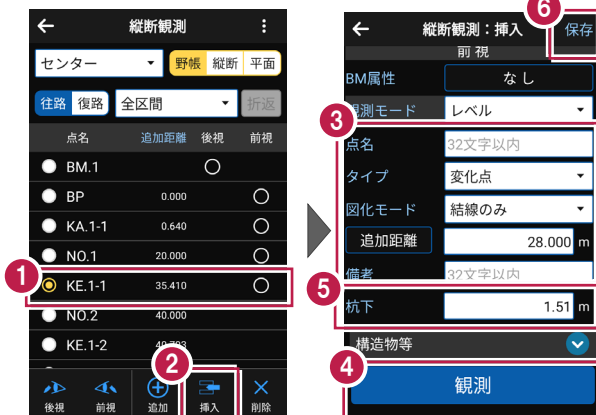 縦断観測
センター
野帳 縦断 平面
往路 復路 全区間 折返
点名 追加距離 後視 前視
BM.1
BP 0.000
KA.1-1 0.640
NO.1 20.000
1
KE.1-1 35.410
NO.2 40.000
KE.1-2
2
後視 前視 追加 挿入 削除
6
縦断観測：挿入 保存
前視
BM属性 なし
観測モード レベル
3
点名 32文字以内
タイプ 変化点
図化モード 結線のみ
追加距離 28.000 m
備考 32文字以内
5
杭下 1.51 m
構造物等
4
観測